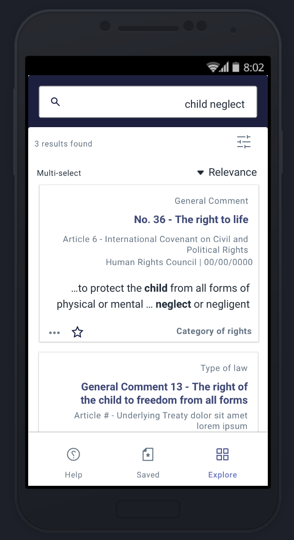 8:02
child neglect
3 results found
Multi-select
Relevance
General Comment
No. 36 - The right to life
Article 6 - International Covenant on Civil and
Political Rights
Human Rights Council | 00/00/0000
...to protect the child from all forms of
physical or mental ... neglect or negligent
Category of rights
Type of law
General Comment 13 - The right of
the child to freedom from all forms
Article # - Underlying Treaty dolor sit amet
lorem ipsum
Help
Saved
Explore